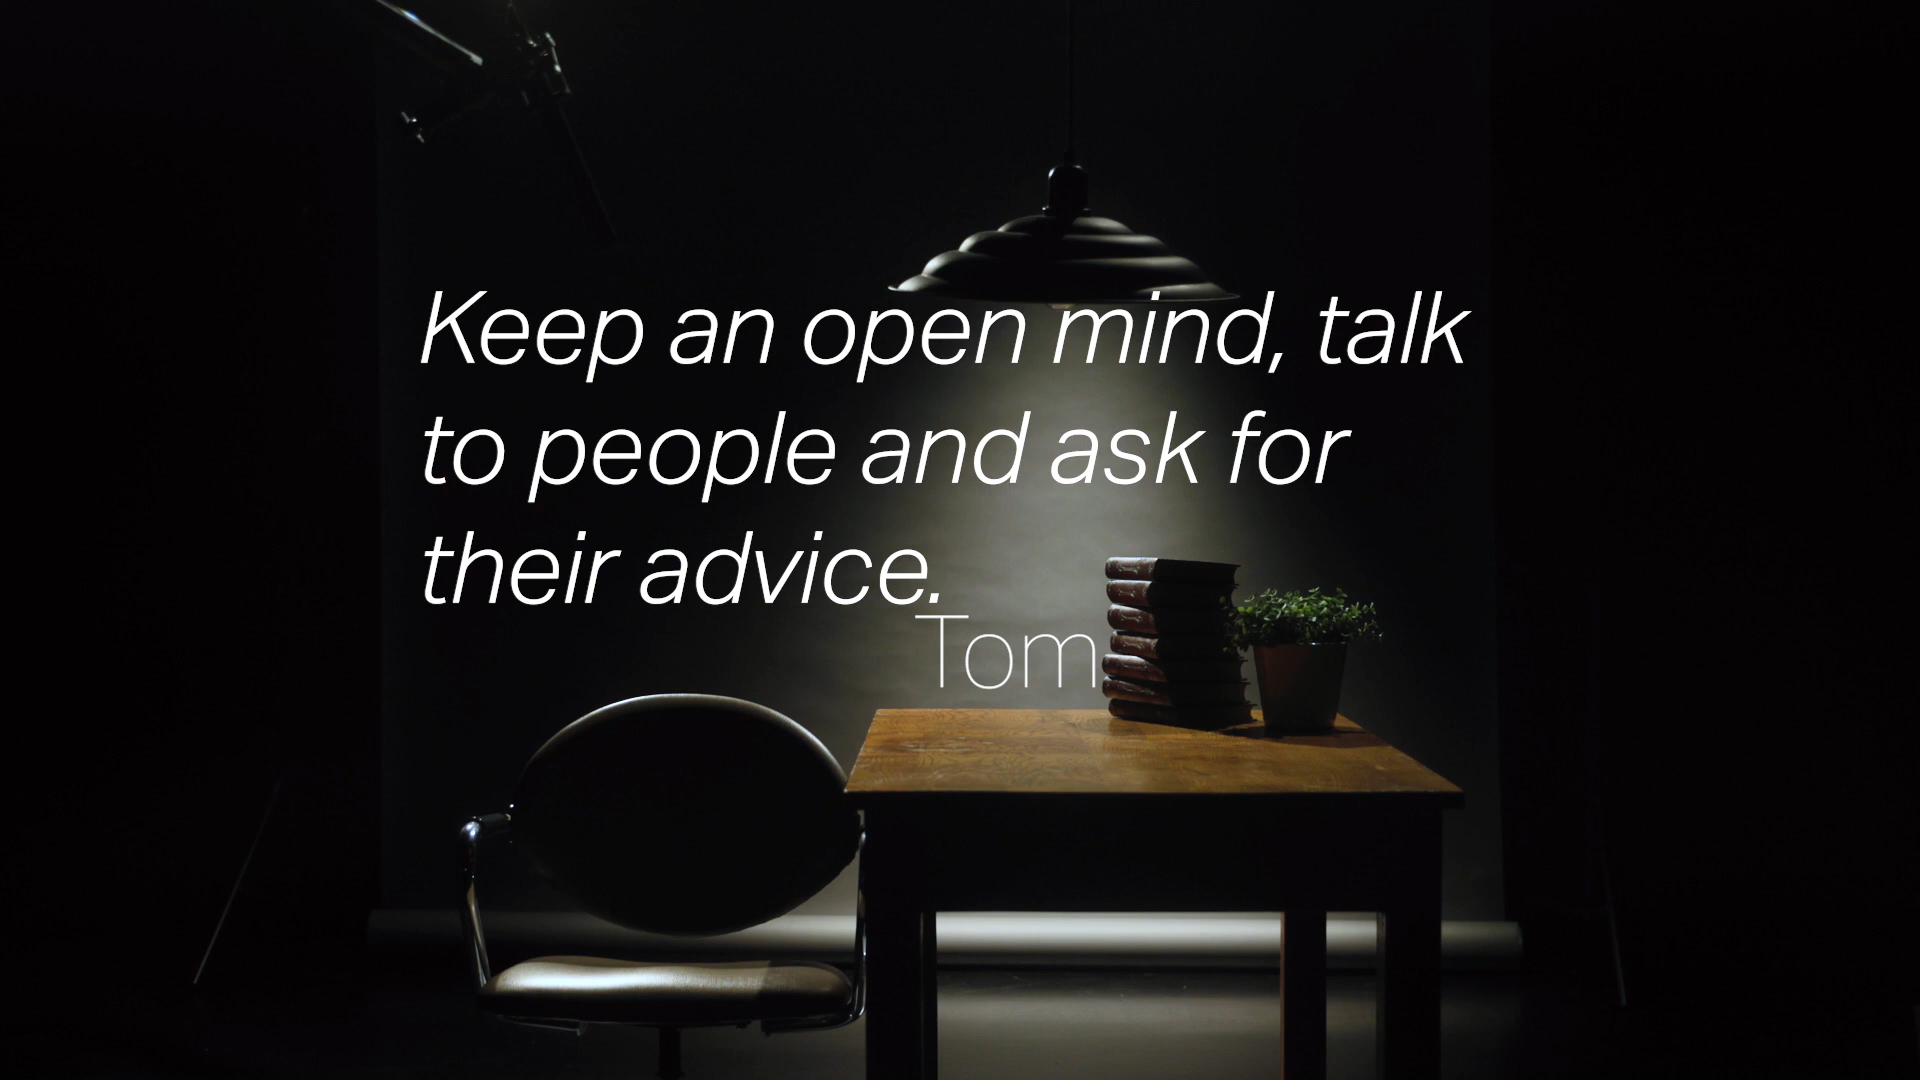 Keep an open mind, talk
to people and ask for
their advice.
Tom